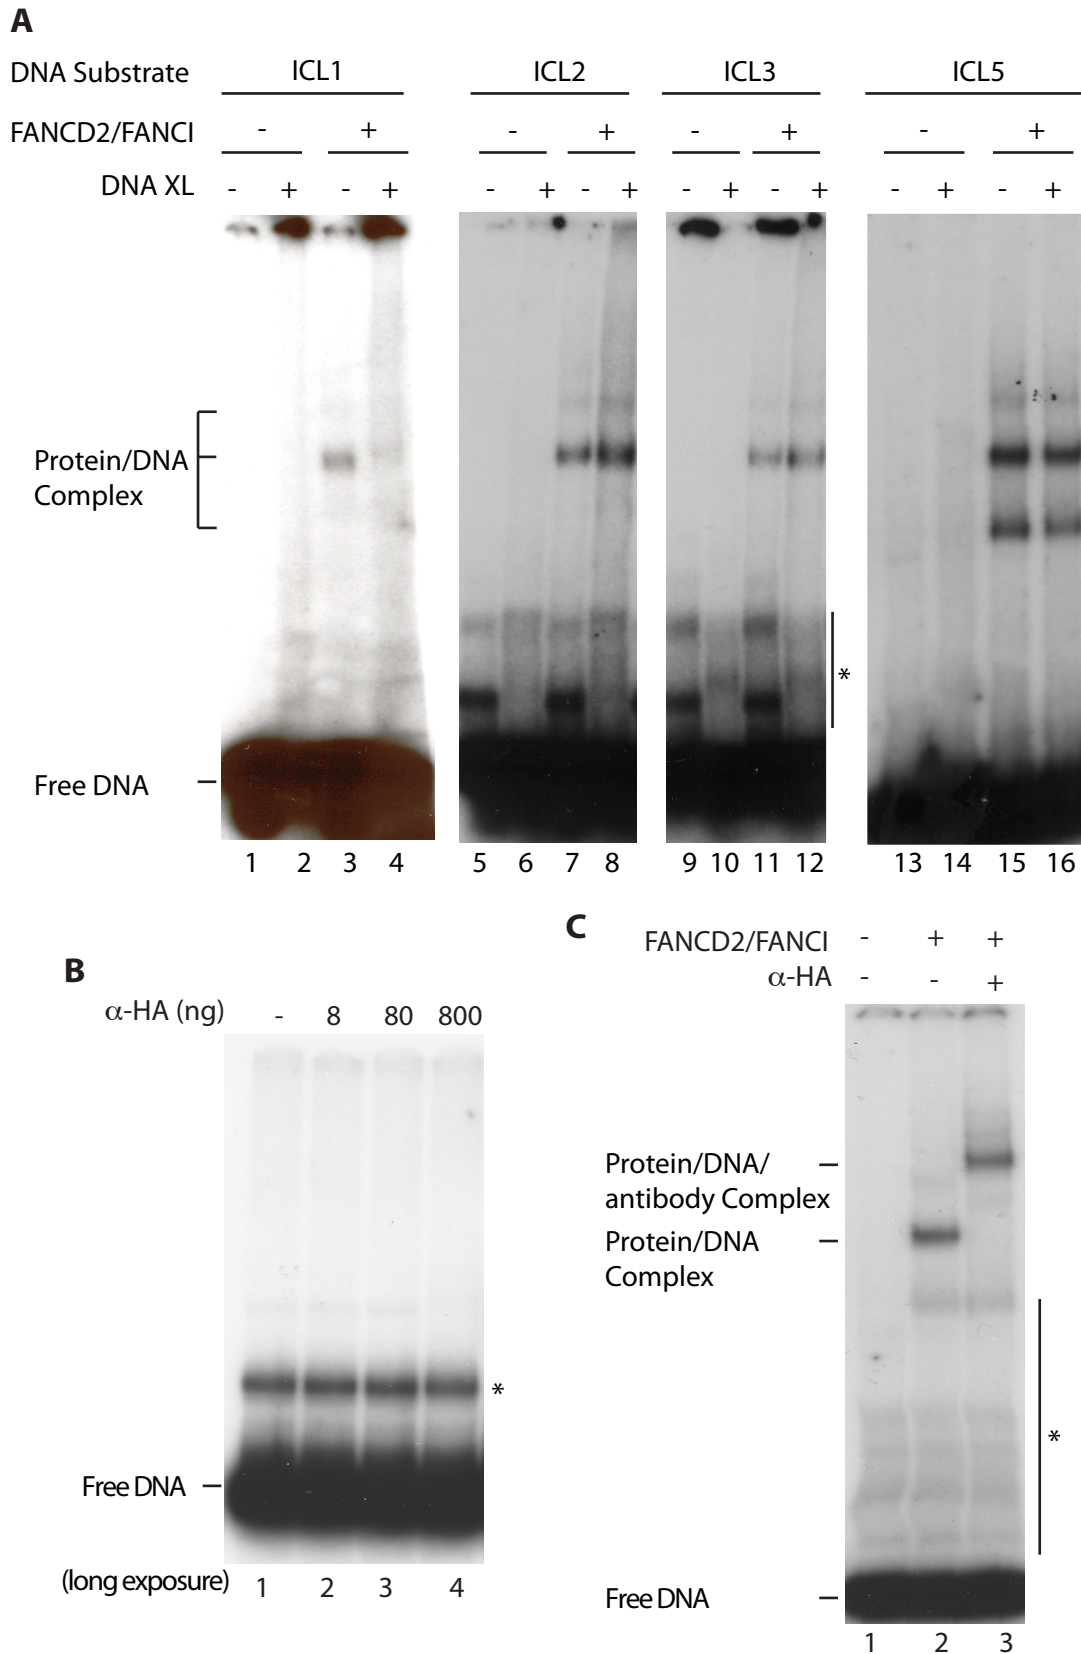 A
DNA Substrate ICL1 ICL2 ICL3 ICL5
FANCD2/FANCI - + - + - + - +
DNA XL - + - + - + - + - + - + - + - +
Protein/DNA
Complex
*
Free DNA
1 2 3 4 5 6 7 8 9 10 11 12 13 14 15 16
B
α-HA (ng) - 8 80 800
*
Free DNA
(long exposure) 1 2 3 4
C
FANCD2/FANCI - + +
α-HA - - +
Protein/DNA/
antibody Complex
Protein/DNA
Complex
*
Free DNA
1 2 3